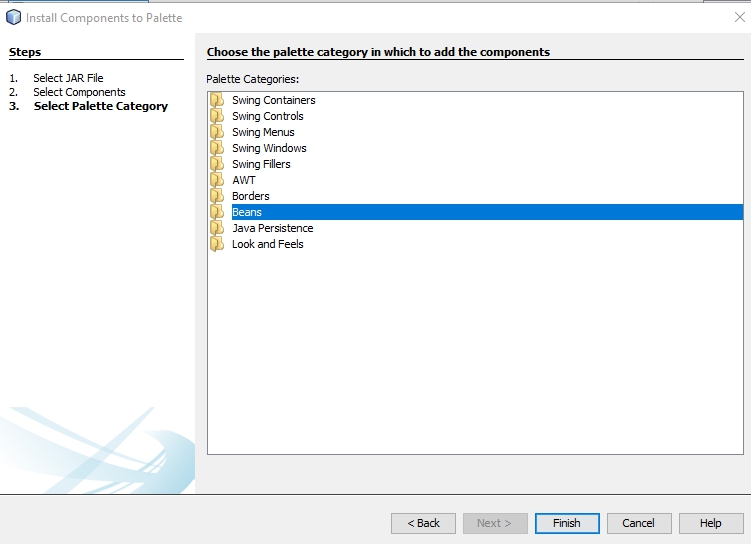 Install Components to Palette
Steps
1. Select JAR File
2. Select Components
3. Select Palette Category
Choose the palette category in which to add the components
Palette Categories:
Swing Containers
Swing Controls
Swing Menus
Swing Windows
Swing Fillers
AWT
Borders
Beans
Java Persistence
Look and Feels
< Back
Next >
Finish
Cancel
Help